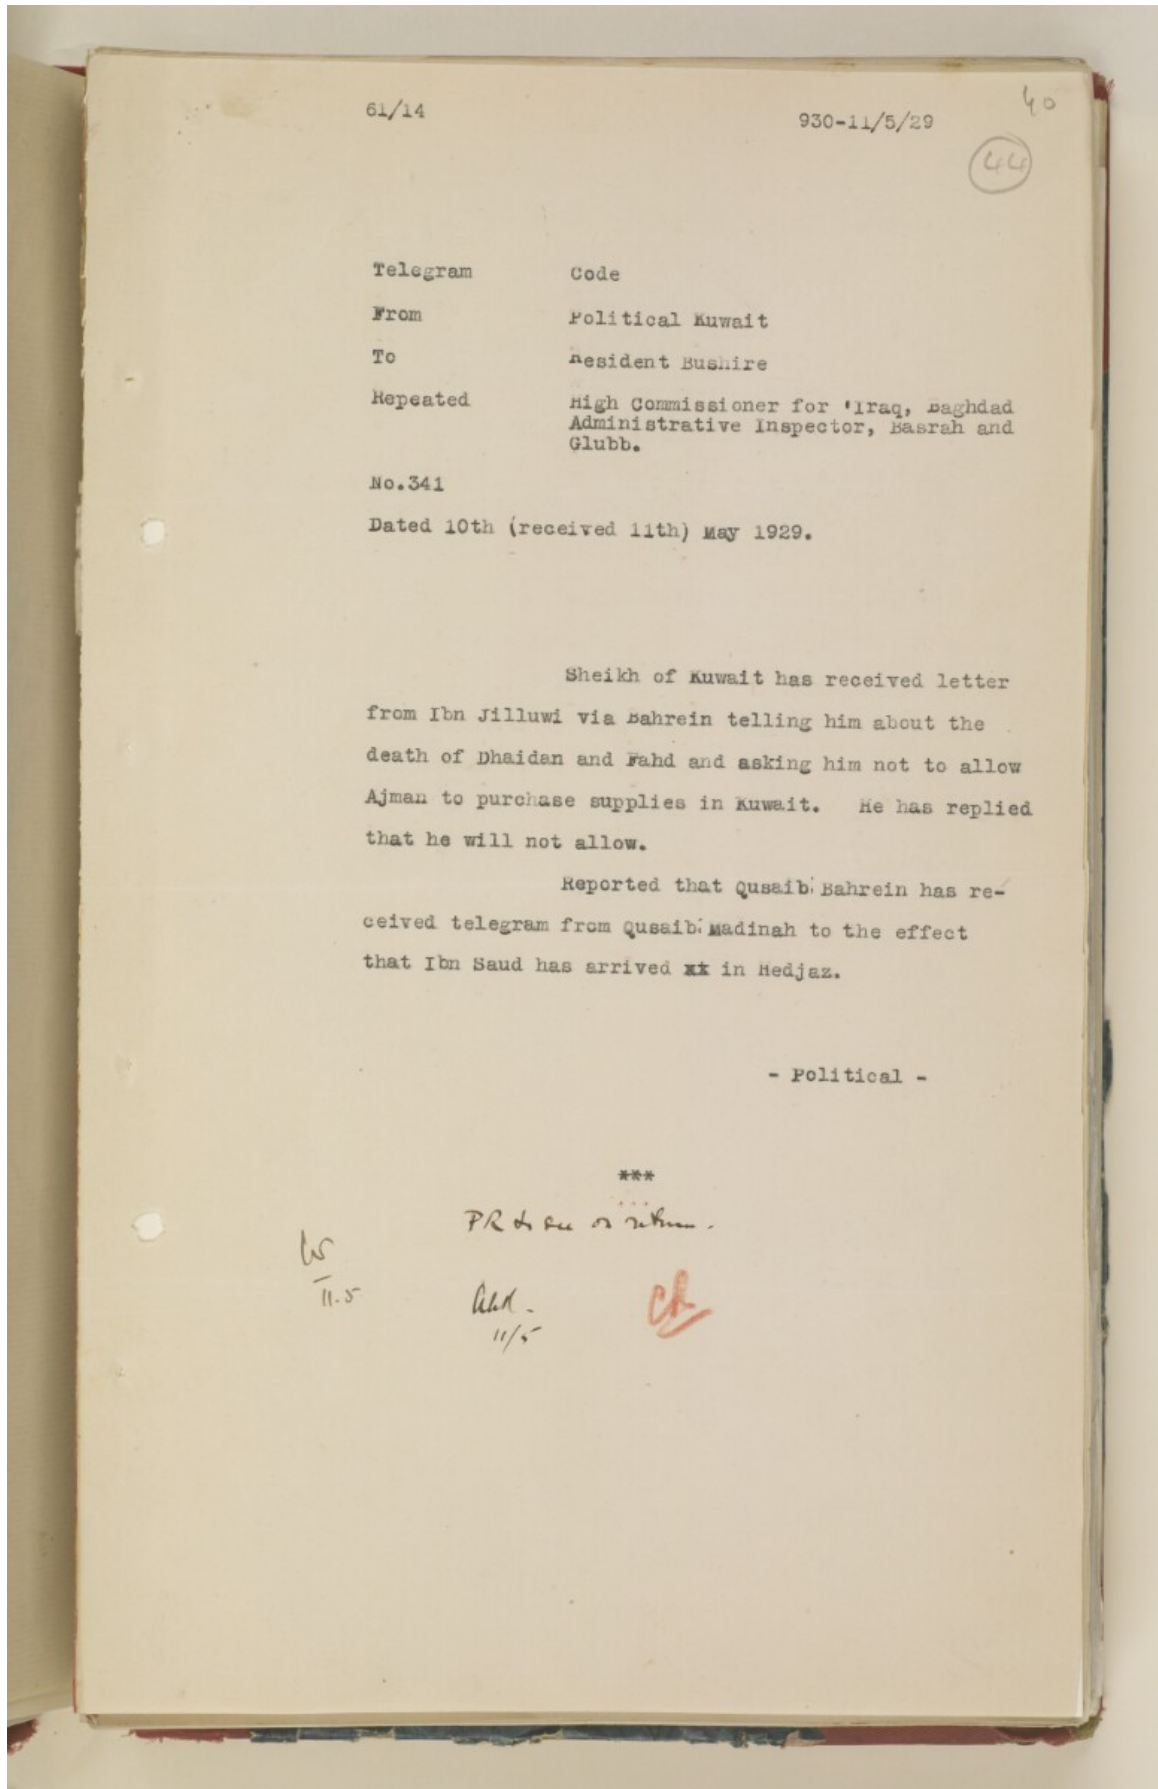 61/14
930-11/5/29
40
44
Telegram Code
From Political Kuwait
To Resident Bushire
Repeated High Commissioner for 'Iraq, Baghdad
Administrative Inspector, Basrah and
Glubb.
No.341
Dated 10th (received 11th) May 1929.
Sheikh of Kuwait has received letter
from Ibn Jilluwi via Bahrein telling him about the
death of Dhaidan and Fahd and asking him not to allow
Ajman to purchase supplies in Kuwait. He has replied
that he will not allow.
Reported that Qusaibi Bahrein has re-
ceived telegram from Qusaibi Madinah to the effect
that Ibn Saud has arrived xx in Hedjaz.
- Political -
***
PR to see on return.
11.5
11/5